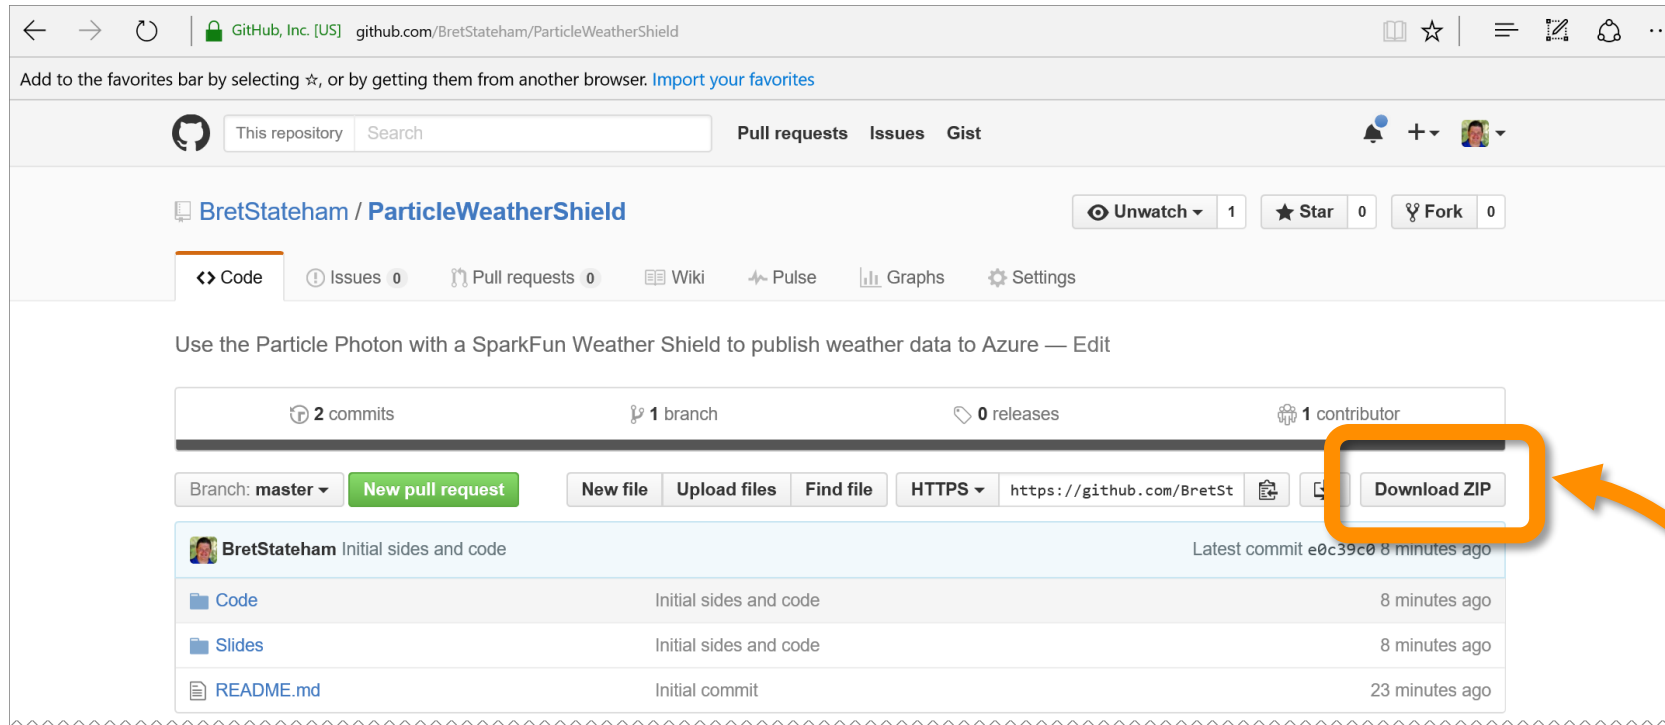 GitHub, Inc. [US] github.com/BretStateham/ParticleWeatherShield
Add to the favorites bar by selecting ☆, or by getting them from another browser. Import your favorites
This repository Search Pull requests Issues Gist
BretStateham / ParticleWeatherShield Unwatch 1 Star 0 Fork 0
Code Issues 0 Pull requests 0 Wiki Pulse Graphs Settings
Use the Particle Photon with a SparkFun Weather Shield to publish weather data to Azure — Edit
2 commits 1 branch 0 releases 1 contributor
Branch: master New pull request New file Upload files Find file HTTPS https://github.com/BretSt Download ZIP
BretStateham Initial sides and code Latest commit e0c39c0 8 minutes ago
Code Initial sides and code 8 minutes ago
Slides Initial sides and code 8 minutes ago
README.md Initial commit 23 minutes ago